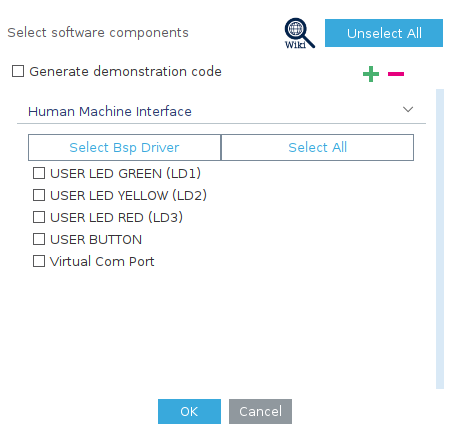 Select software components
Wiki
Unselect All
Generate demonstration code
Human Machine Interface
Select Bsp Driver
Select All
USER LED GREEN (LD1)
USER LED YELLOW (LD2)
USER LED RED (LD3)
USER BUTTON
Virtual Com Port
OK
Cancel